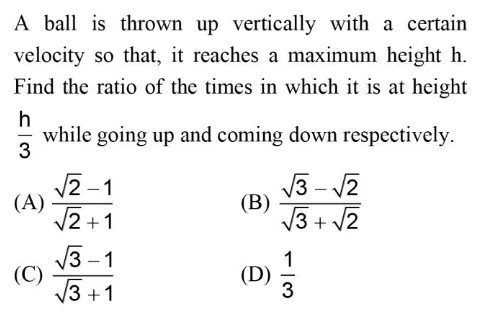 A ball is thrown up vertically with a certain
velocity so that, it reaches a maximum height h.
Find the ratio of the times in which it is at height
h/3 while going up and coming down respectively.
(A) (√2 – 1)/(√2 + 1) (B) (√3 – √2)/(√3 + √2)
(C) (√3 – 1)/(√3 + 1) (D) 1/3